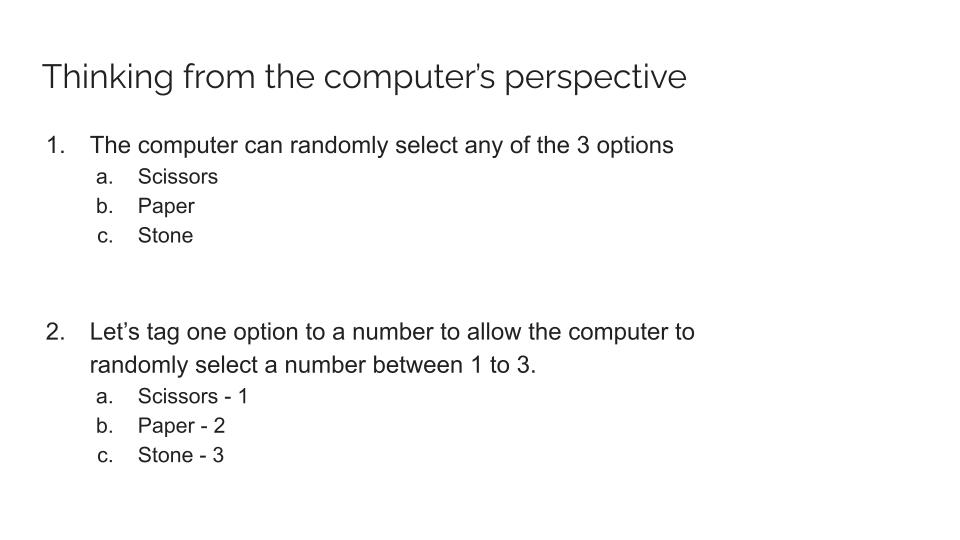 Thinking from the computer’s perspective
1. The computer can randomly select any of the 3 options
a. Scissors
b. Paper
c. Stone
2. Let’s tag one option to a number to allow the computer to
randomly select a number between 1 to 3.
a. Scissors - 1
b. Paper - 2
c. Stone - 3